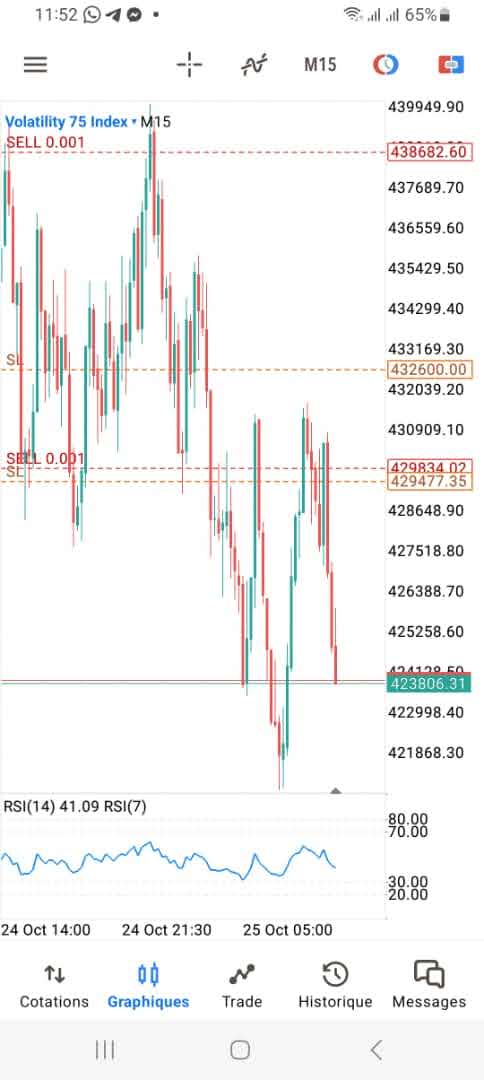 11:52 65%
M15
Volatility 75 Index M15
439949.90
SELL 0.001
438682.60
437689.70
436559.60
435429.50
434299.40
433169.30
SL
432600.00
432039.20
430909.10
SELL 0.001
429834.02
SL
429477.35
428648.90
427518.80
426388.70
425258.60
423806.31
422998.40
421868.30
RSI(14) 41.09 RSI(7)
80.00
70.00
30.00
20.00
24 Oct 14:00 24 Oct 21:30 25 Oct 05:00
Cotations Graphiques Trade Historique Messages